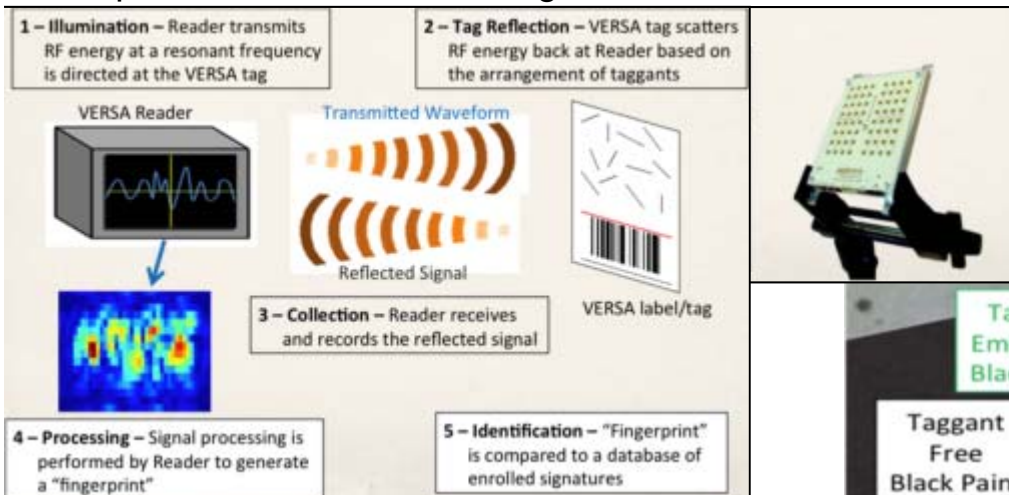 1 – Illumination – Reader transmits
RF energy at a resonant frequency
is directed at the VERSA tag
2 – Tag Reflection – VERSA tag scatters
RF energy back at Reader based on
the arrangement of taggants
VERSA Reader
Transmitted Waveform
Reflected Signal
VERSA label/tag
3 – Collection – Reader receives
and records the reflected signal
4 – Processing – Signal processing is
performed by Reader to generate
a “fingerprint”
5 – Identification – “Fingerprint”
is compared to a database of
enrolled signatures
Taggant
Free
Black Pain